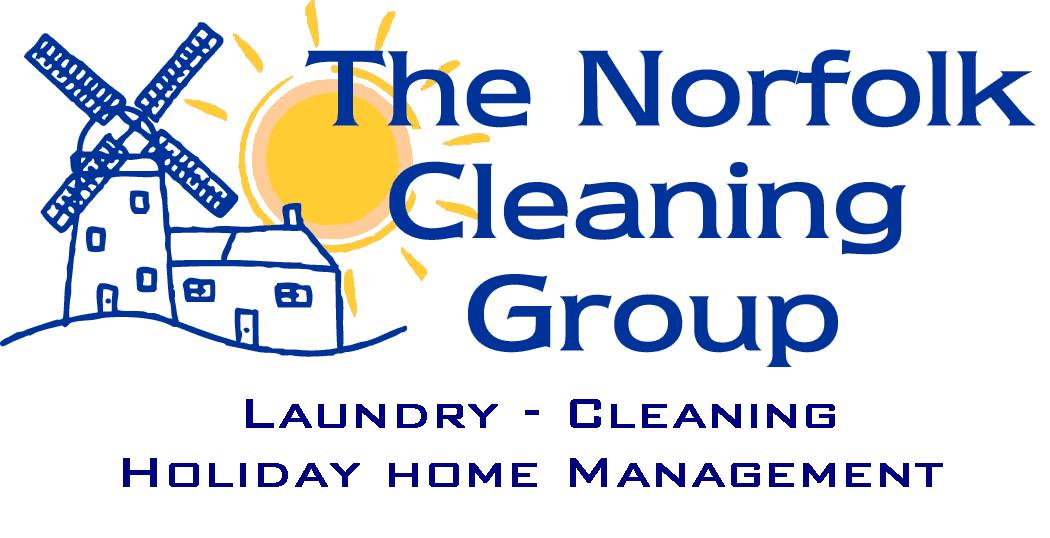 The Norfolk
Cleaning
Group
Laundry - Cleaning
Holiday home Management